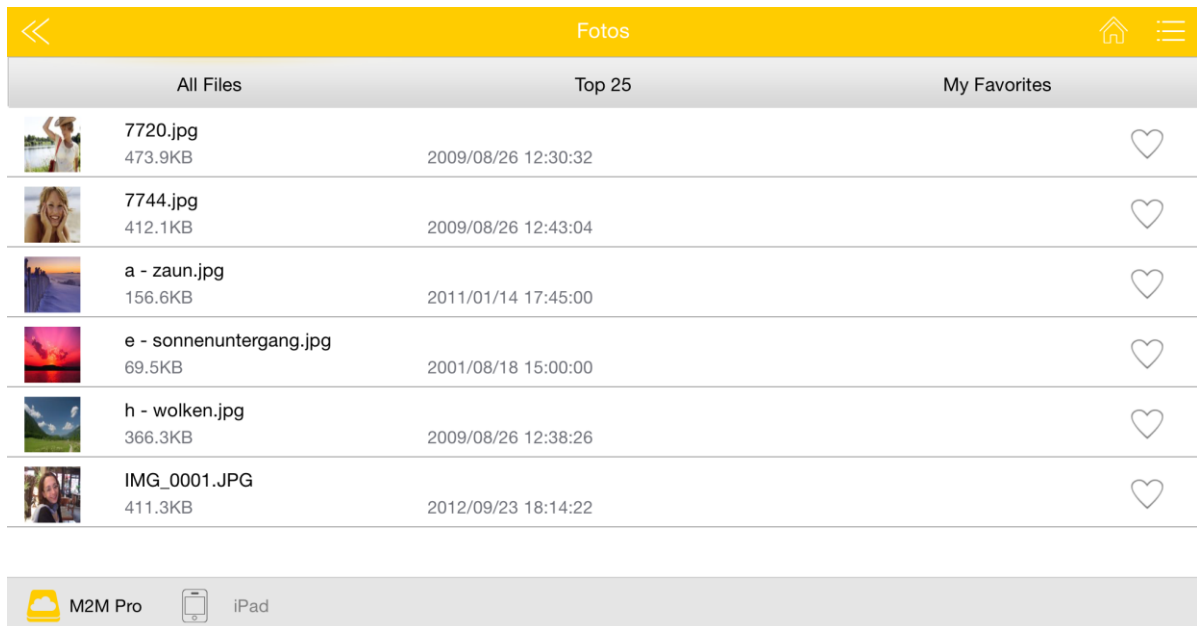 Fotos
All Files Top 25 My Favorites
7720.jpg
473.9KB 2009/08/26 12:30:32
7744.jpg
412.1KB 2009/08/26 12:43:04
a - zaun.jpg
156.6KB 2011/01/14 17:45:00
e - sonnenuntergang.jpg
69.5KB 2001/08/18 15:00:00
h - wolken.jpg
366.3KB 2009/08/26 12:38:26
IMG_0001.JPG
411.3KB 2012/09/23 18:14:22
M2M Pro iPad